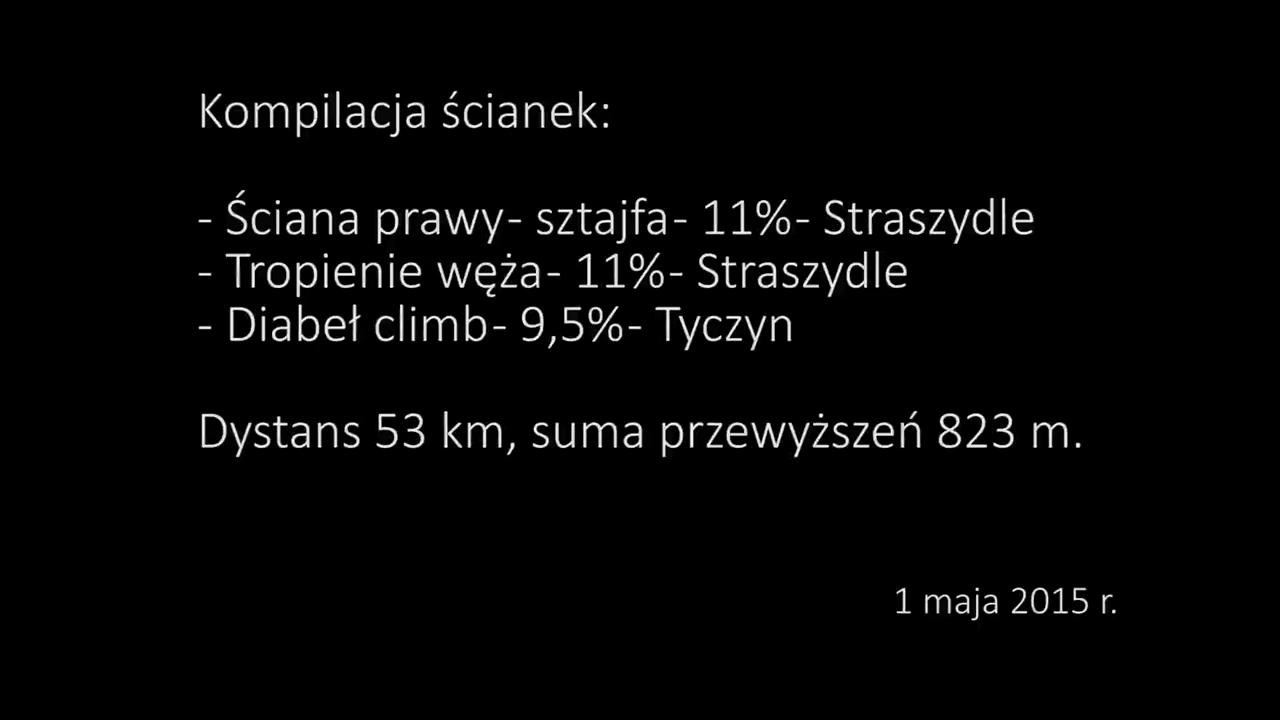 Kompilacja ścianek:
- Ściana prawy- sztajfa- 11%- Straszydle
- Tropienie węża- 11%- Straszydle
- Diabeł climb- 9,5%- Tyczyn
Dystans 53 km, suma przewyższeń 823 m.
1 maja 2015 r.